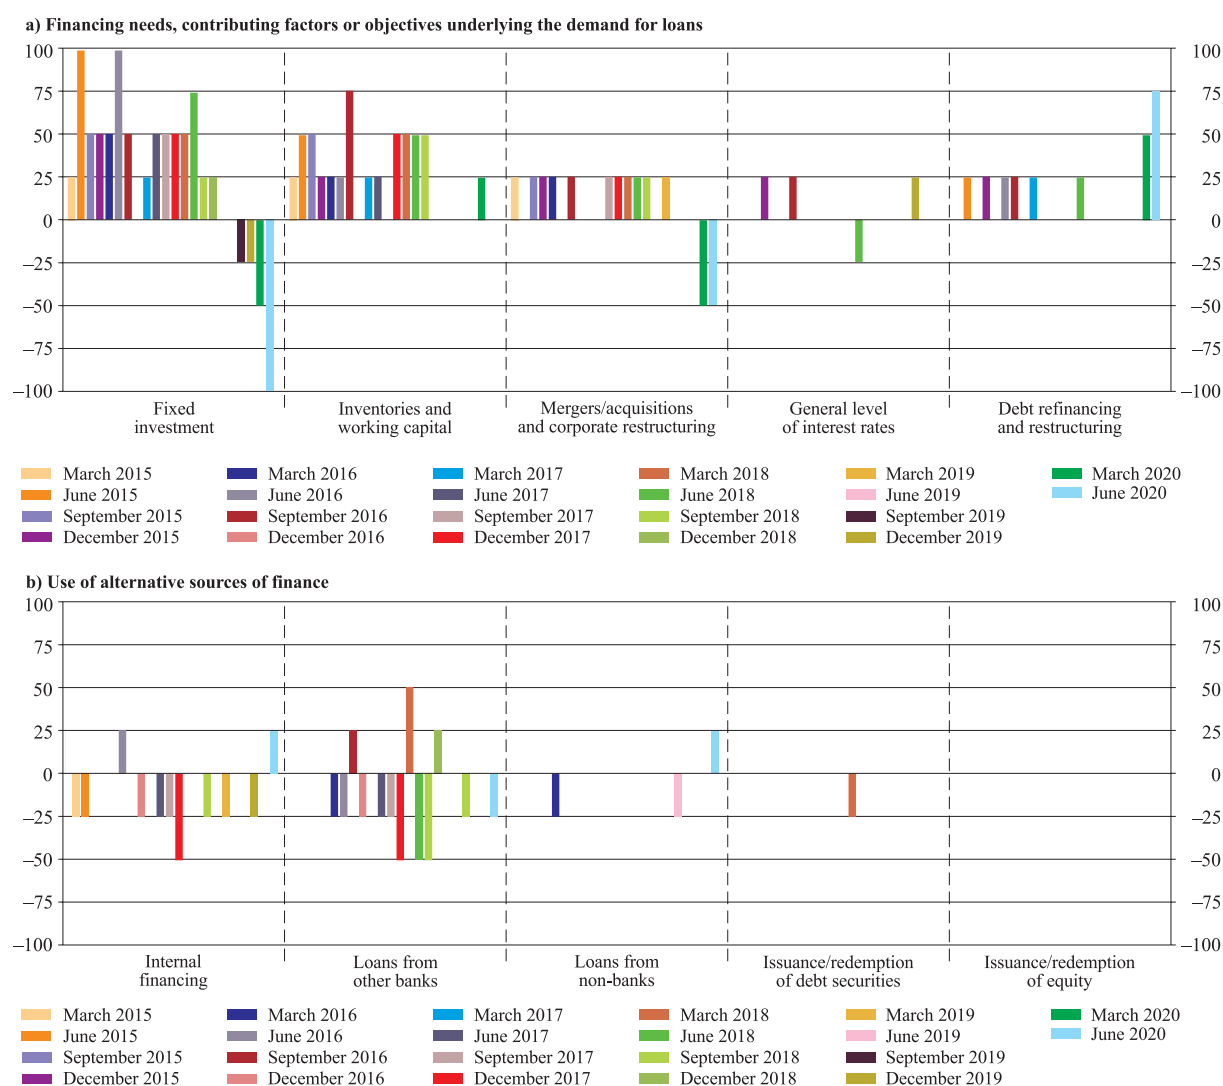 a) Financing needs, contributing factors or objectives underlying the demand for loans
100 100
75 75
50 50
25 25
0 0
–25 –25
–50 –50
–75 –75
–100 –100
Fixed investment
Inventories and working capital
Mergers/acquisitions and corporate restructuring
General level of interest rates
Debt refinancing and restructuring
March 2015 March 2016 March 2017 March 2018 March 2019 March 2020
June 2015 June 2016 June 2017 June 2018 June 2019 June 2020
September 2015 September 2016 September 2017 September 2018 September 2019
December 2015 December 2016 December 2017 December 2018 December 2019
b) Use of alternative sources of finance
100 100
75 75
50 50
25 25
0 0
–25 –25
–50 –50
–75 –75
–100 –100
Internal financing
Loans from other banks
Loans from non-banks
Issuance/redemption of debt securities
Issuance/redemption of equity
March 2015 March 2016 March 2017 March 2018 March 2019 March 2020
June 2015 June 2016 June 2017 June 2018 June 2019 June 2020
September 2015 September 2016 September 2017 September 2018 September 2019
December 2015 December 2016 December 2017 December 2018 December 2019